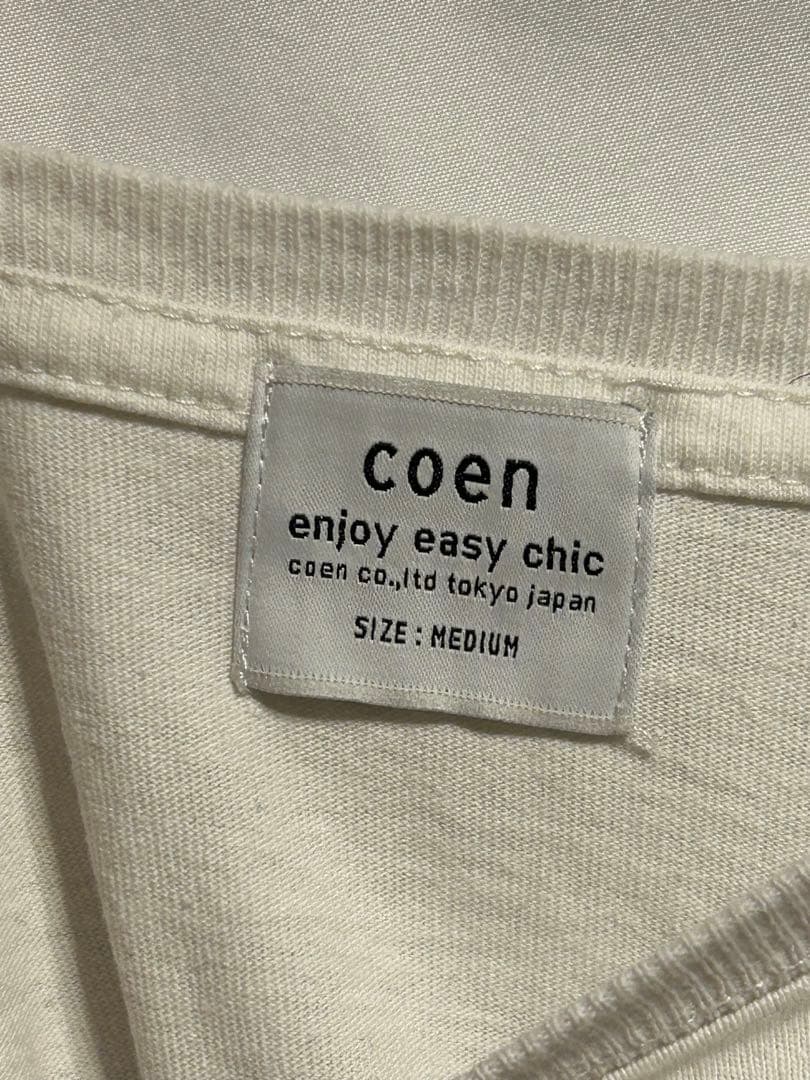 coen
enjoy easy chic
coen co.,ltd tokyo japan
SIZE : MEDIUM